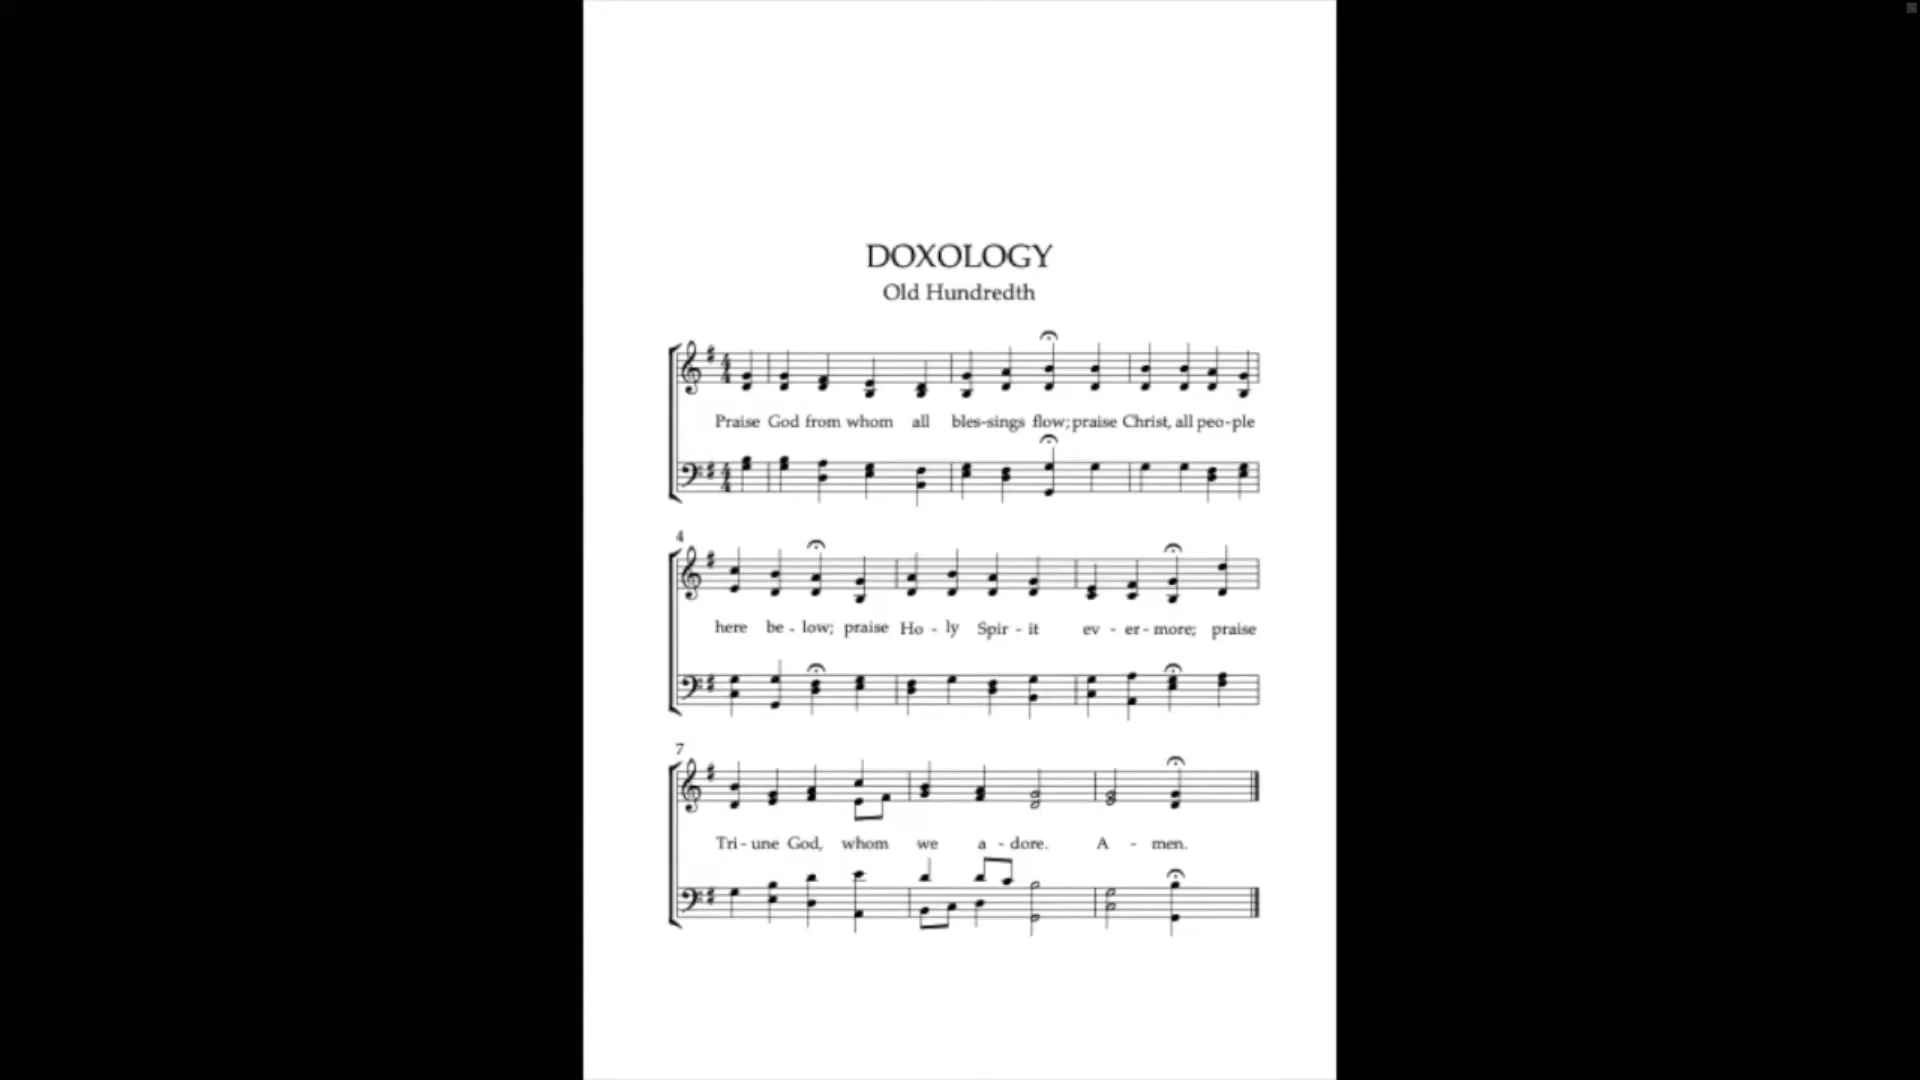 DOXOLOGY
Old Hundredth
Praise God from whom all bles-sings flow; praise Christ, all peo-ple
4
here be - low; praise Ho - ly Spir - it ev - er - more; praise
7
Tri - une God, whom we a - dore. A - men.